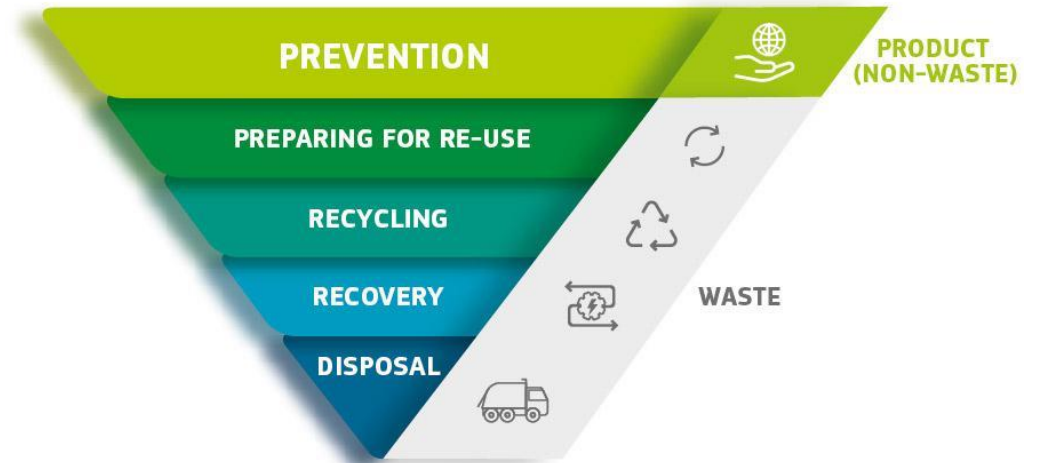 PREVENTION
PRODUCT
(NON-WASTE)
PREPARING FOR RE-USE
RECYCLING
RECOVERY
WASTE
DISPOSAL